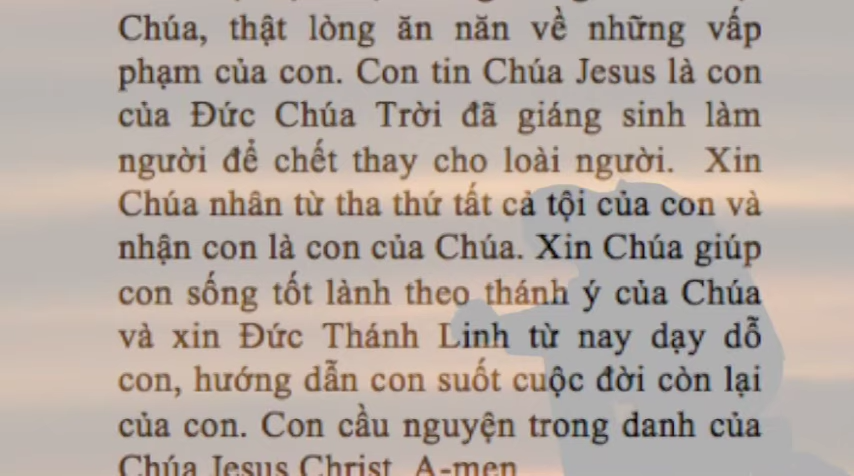 Chúa, thật lòng ăn năn về những vấp
phạm của con. Con tin Chúa Jesus là con
của Đức Chúa Trời đã giáng sinh làm
người để chết thay cho loài người. Xin
Chúa nhân từ tha thứ tất cả tội của con và
nhận con là con của Chúa. Xin Chúa giúp
con sống tốt lành theo thánh ý của Chúa
và xin Đức Thánh Linh từ nay dạy dỗ
con, hướng dẫn con suốt cuộc đời còn lại
của con. Con cầu nguyện trong danh của
Chúa Jesus Christ A-men